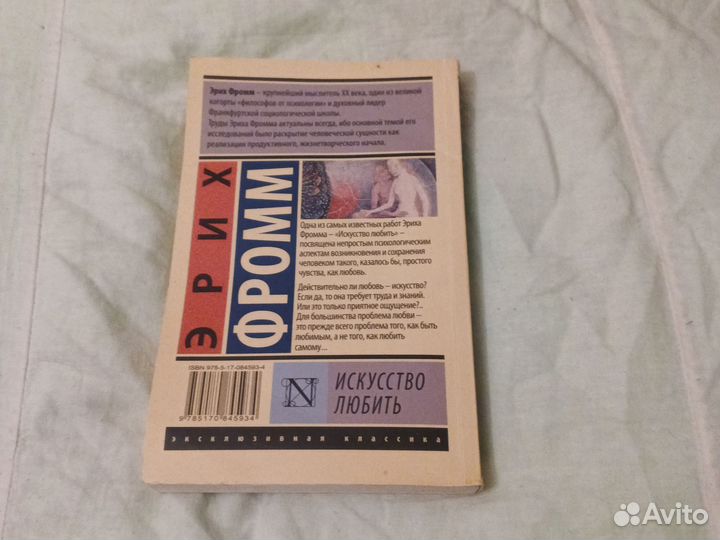 Эрих Фромм – крупнейший мыслитель XX века, один из великой
когорты «философов от психологии» и духовный лидер
Франкфуртской социологической школы.
Труды Эриха Фромма актуальны всегда, ибо основной темой его
исследований было раскрытие человеческой сущности как
реализация продуктивного, жизнетворческого начала.
ЭРИХ
ФРОММ
Одна из самых известных работ Эриха
Фромма – «Искусство любить» –
посвящена непростым психологическим
аспектам возникновения и сохранения
человеком такого, казалось бы, простого
чувства, как любовь.
Действительно ли любовь – искусство?
Если да, то она требует труда и знаний.
Или это только приятное ощущение?..
Для большинства проблема любви –
это прежде всего проблема того, как быть
любимым, а не того, как любить
самому...
ISBN 978-5-17-084593-4
9 785170 845934
N
ИСКУССТВО
ЛЮБИТЬ
эксклюзивная классика
Avito